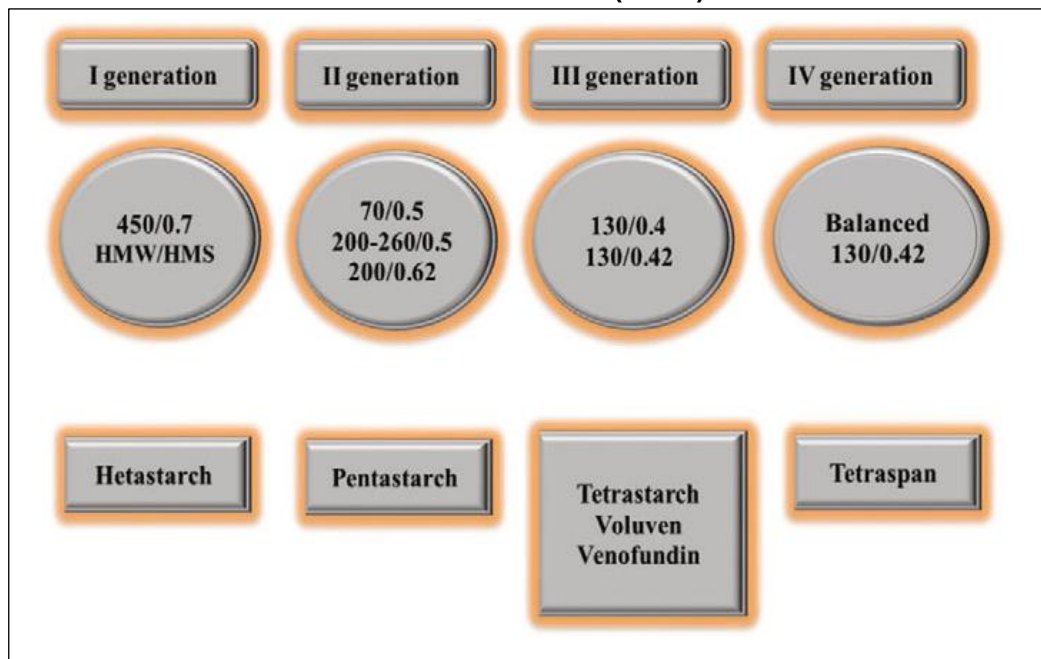 I generation
II generation
III generation
IV generation
450/0.7
HMW/HMS
70/0.5
200-260/0.5
200/0.62
130/0.4
130/0.42
Balanced
130/0.42
Hetastarch
Pentastarch
Tetrastarch
Voluven
Venofundin
Tetraspan